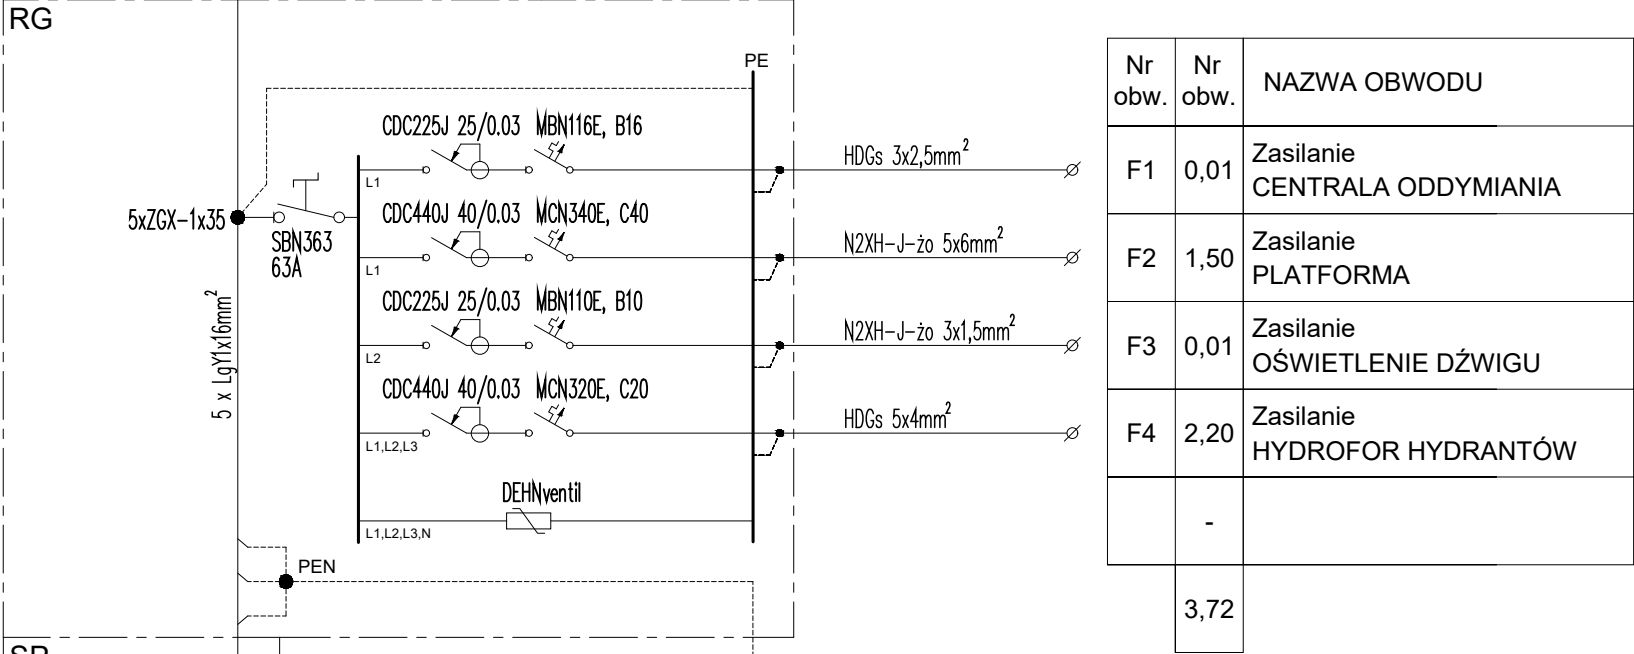 RG
PE
CDC225J 25/0.03 MBN116E, B16
L1
HDGs 3x2,5mm²
5xZGX-1x35
SBN363
63A
CDC440J 40/0.03 MCN340E, C40
L1
N2XH-J-żo 5x6mm²
CDC225J 25/0.03 MBN110E, B10
L2
N2XH-J-żo 3x1,5mm²
5 x LgY1x16mm²
CDC440J 40/0.03 MCN320E, C20
L1,L2,L3
HDGs 5x4mm²
DEHNventil
L1,L2,L3,N
PEN
Nr obw. Nr obw. NAZWA OBWODU
F1 0,01 Zasilanie
CENTRALA ODDYMIANIA
F2 1,50 Zasilanie
PLATFORMA
F3 0,01 Zasilanie
OŚWIETLENIE DŹWIGU
F4 2,20 Zasilanie
HYDROFOR HYDRANTÓW
-
3,72